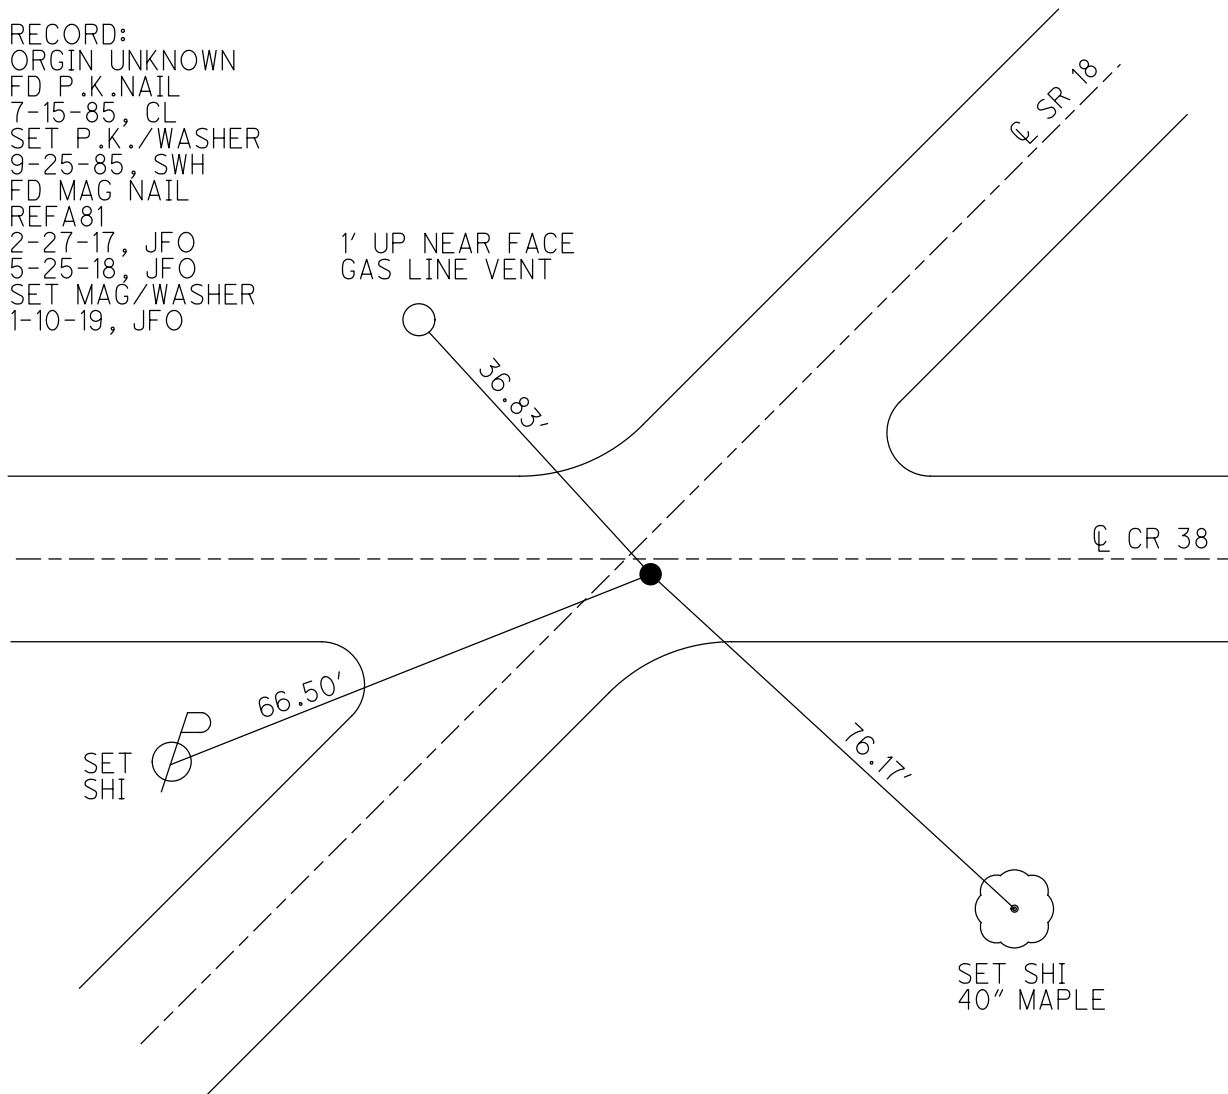 RECORD:
ORGIN UNKNOWN
FD P.K.NAIL
7-15-85, CL
SET P.K./WASHER
9-25-85, SWH
FD MAG NAIL
REFA81
2-27-17, JFO
5-25-18, JFO
SET MAG/WASHER
1-10-19, JFO
1' UP NEAR FACE
GAS LINE VENT
℄ SR 18
36.83'
℄ CR 38
66.50'
SET
SHI
76.17'
SET SHI
40" MAPLE